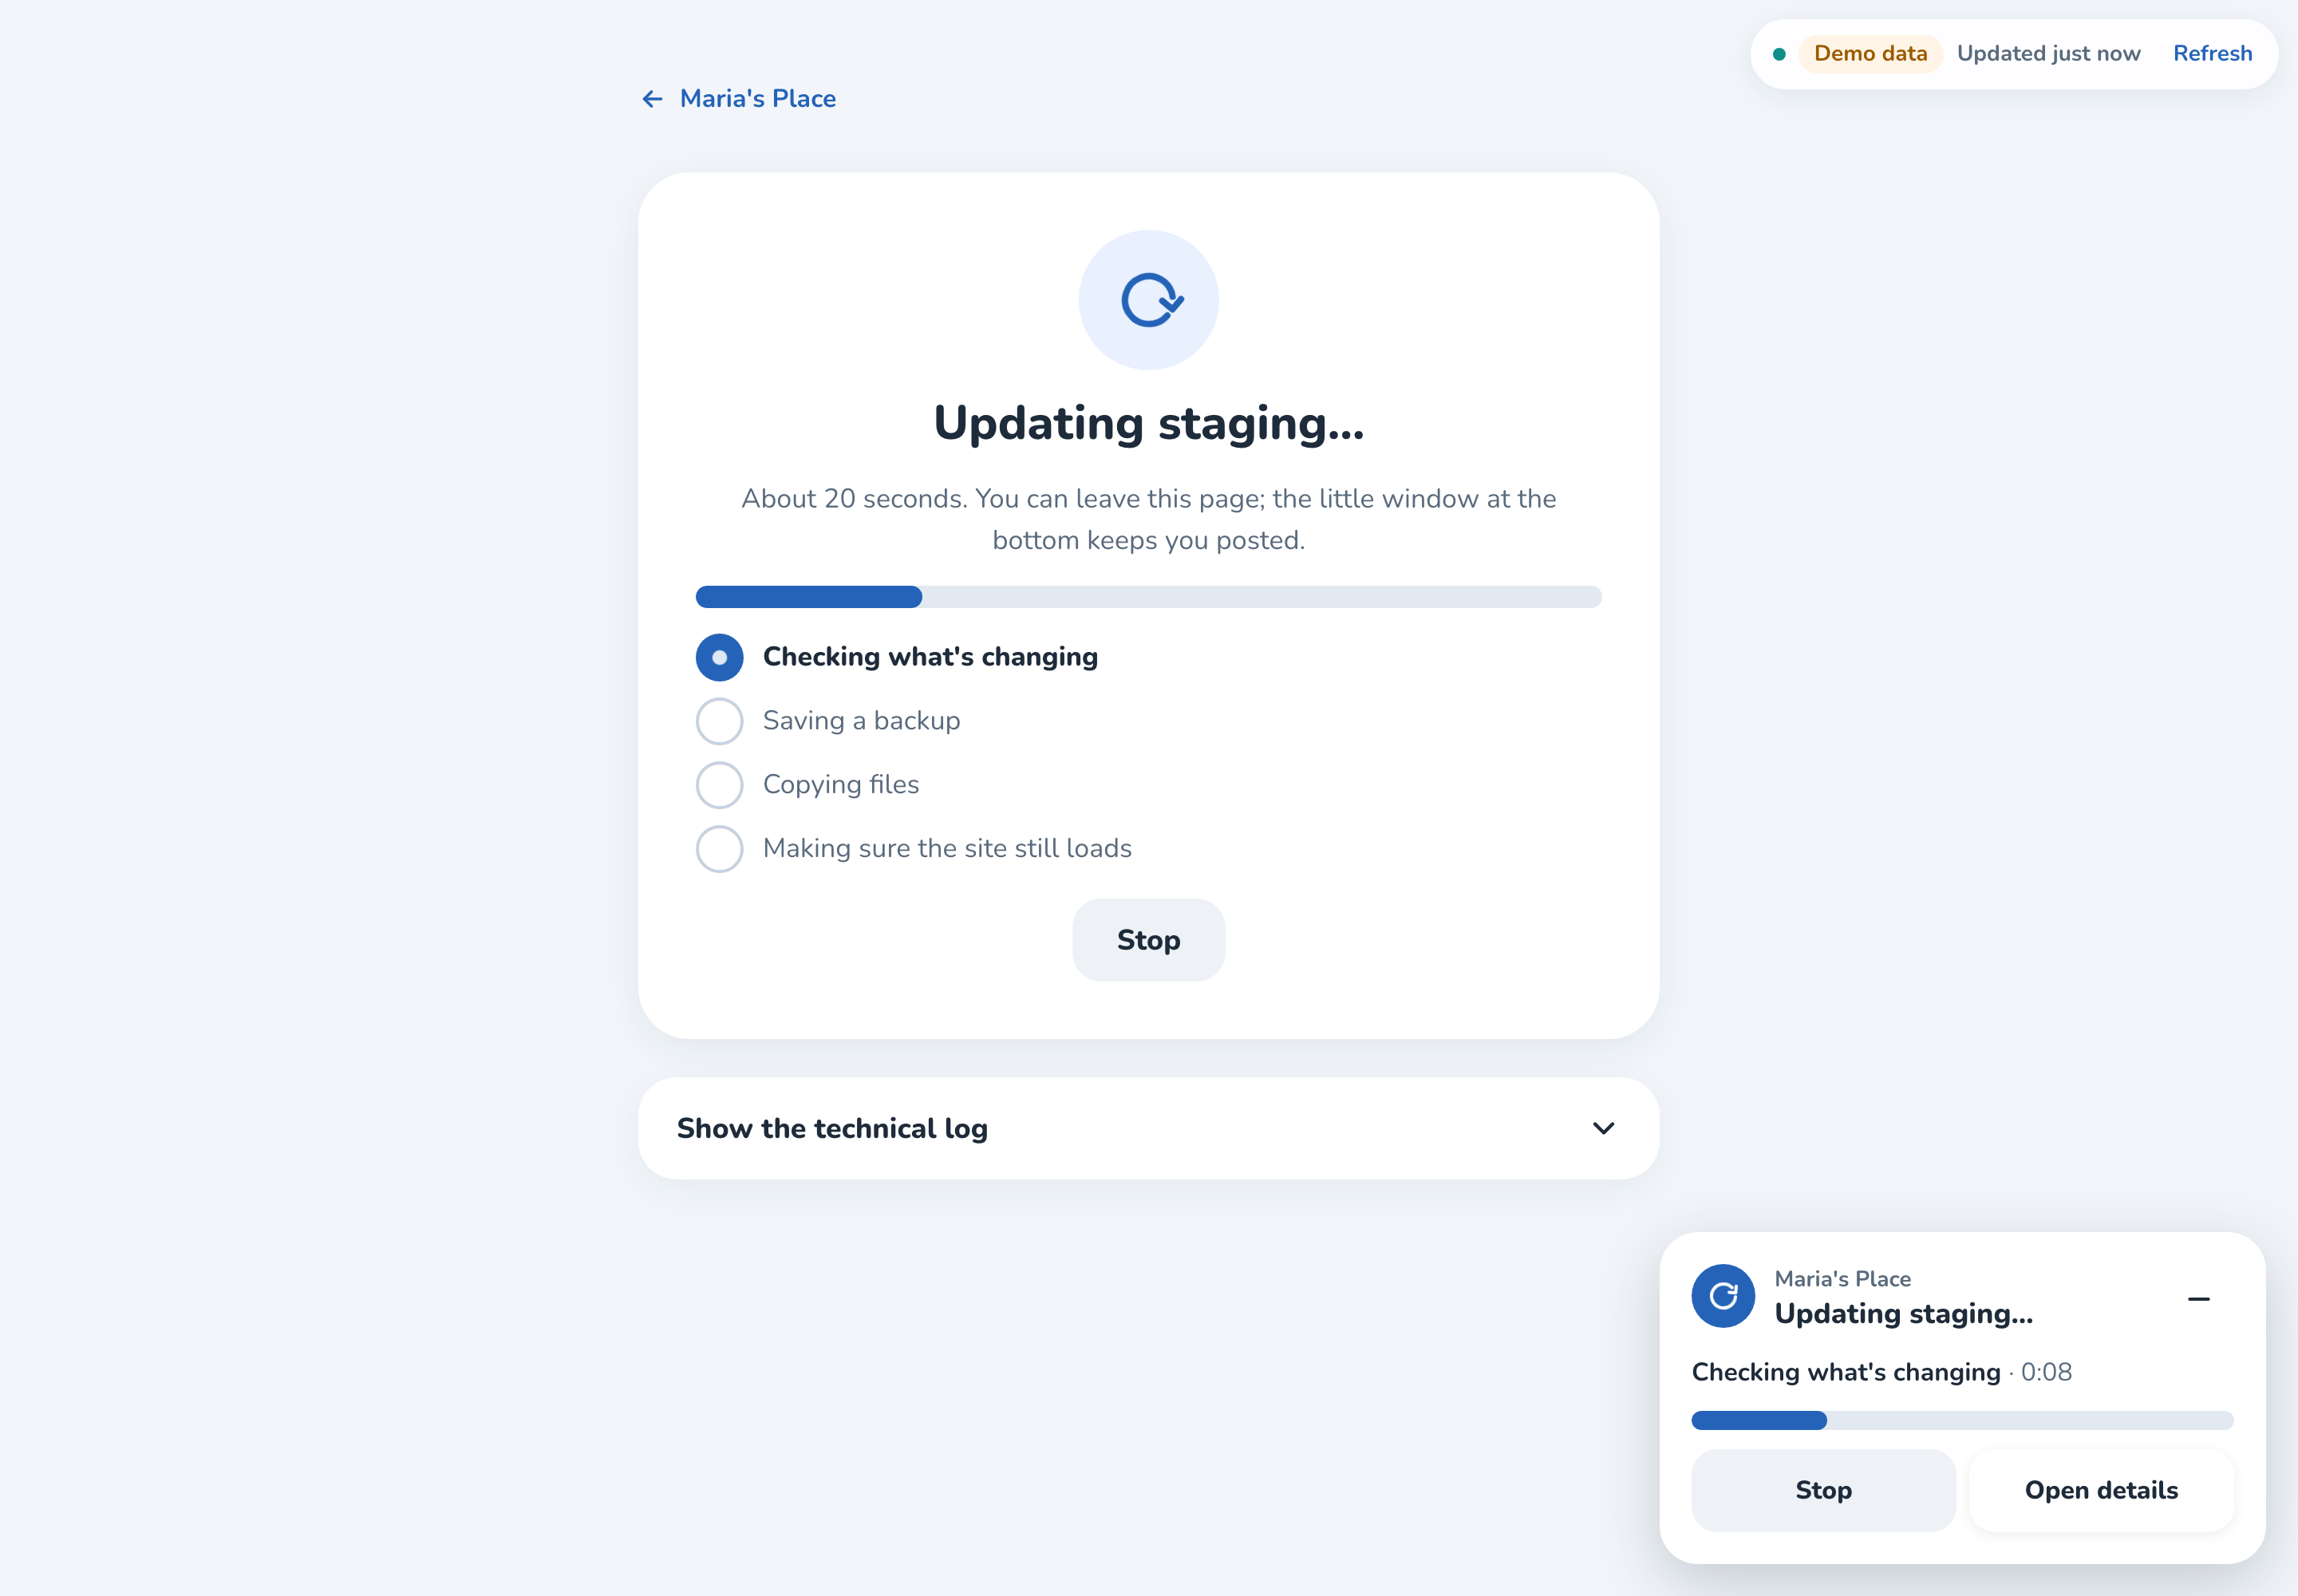 Demo data Updated just now Refresh
Maria's Place
Updating staging...
About 20 seconds. You can leave this page; the little window at the
bottom keeps you posted.
Checking what's changing
Saving a backup
Copying files
Making sure the site still loads
Stop
Show the technical log
Maria's Place
Updating staging...
Checking what's changing · 0:08
Stop Open details